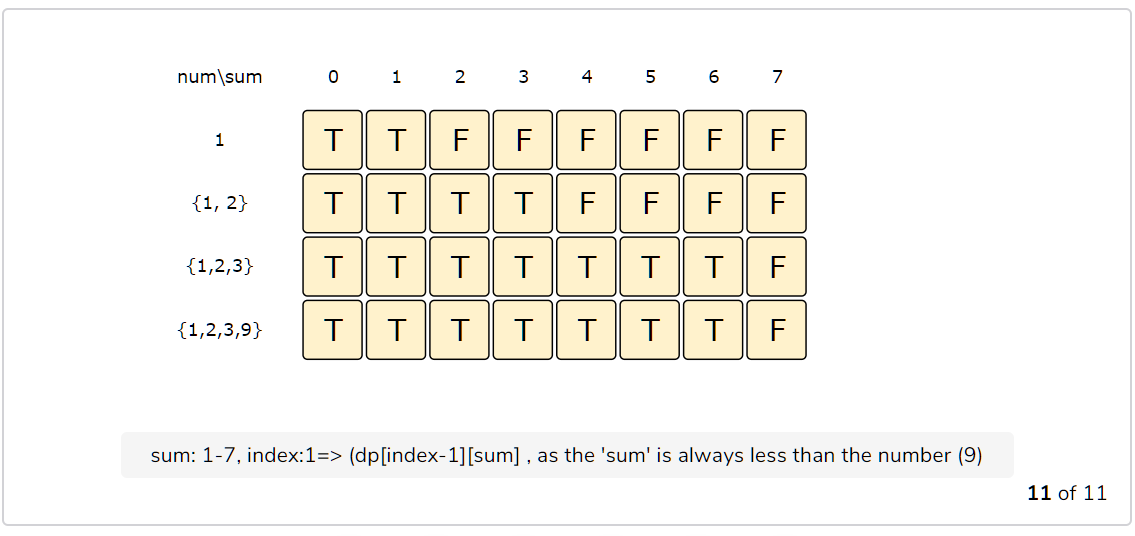 num\sum 0 1 2 3 4 5 6 7
1 T T F F F F F F
{1, 2} T T T T F F F F
{1,2,3} T T T T T T T F
{1,2,3,9} T T T T T T T F
sum: 1-7, index:1=> (dp[index-1][sum] , as the 'sum' is always less than the number (9)
11 of 11